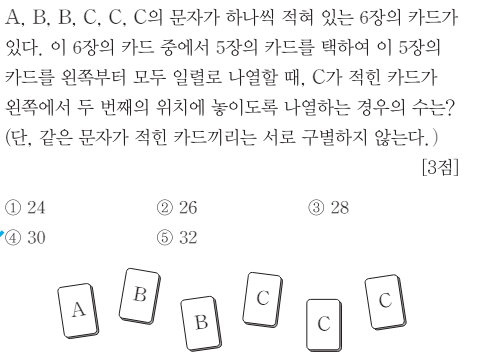 A, B, B, C, C, C의 문자가 하나씩 적혀 있는 6장의 카드가
있다. 이 6장의 카드 중에서 5장의 카드를 택하여 이 5장의
카드를 왼쪽부터 모두 일렬로 나열할 때, C가 적힌 카드가
왼쪽에서 두 번째의 위치에 놓이도록 나열하는 경우의 수는?
(단, 같은 문자가 적힌 카드끼리는 서로 구별하지 않는다.)
[3점]
① 24 ② 26 ③ 28
④ 30 ⑤ 32
A B B C C C